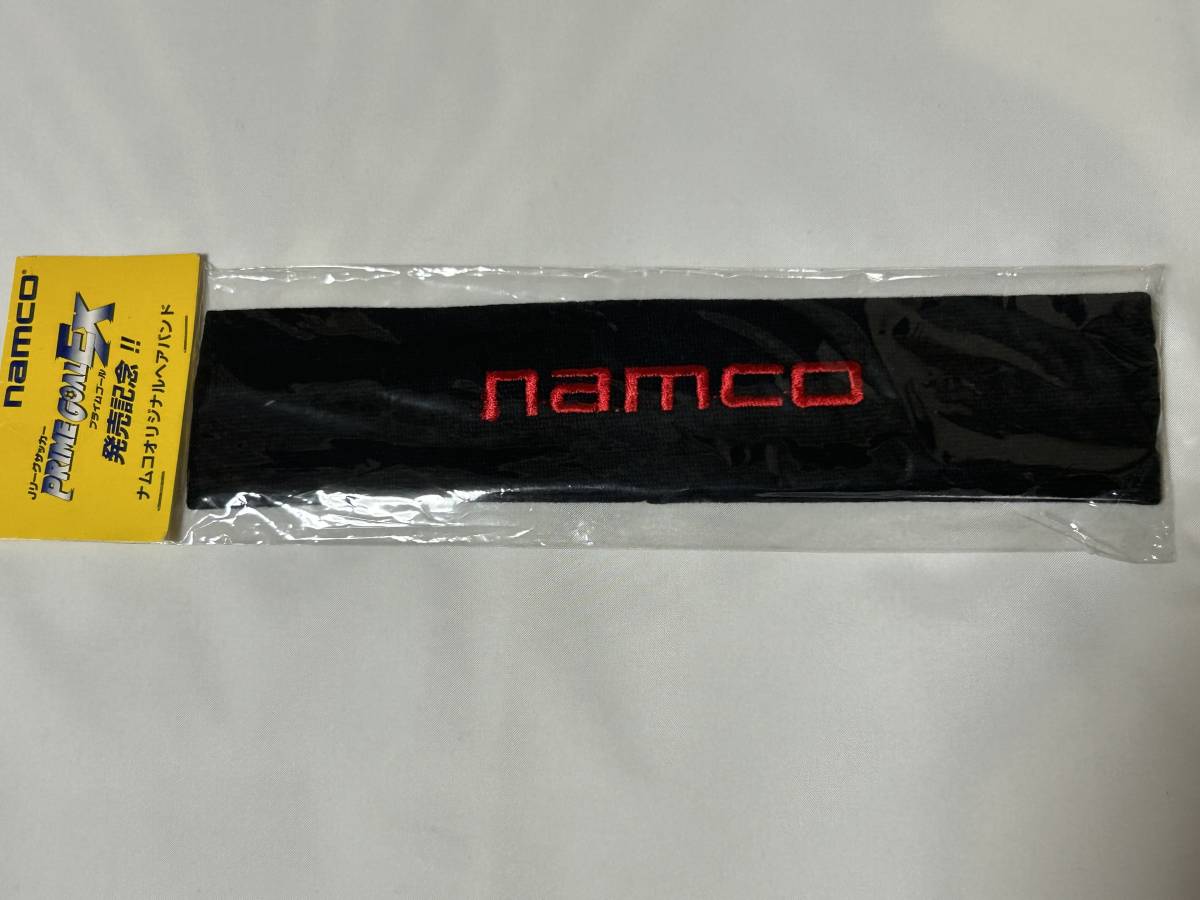 namco®
Jリーグサッカー
PRIME GOAL EX
プライムゴール
発売記念!!
ナムコオリジナルヘアバンド
namco